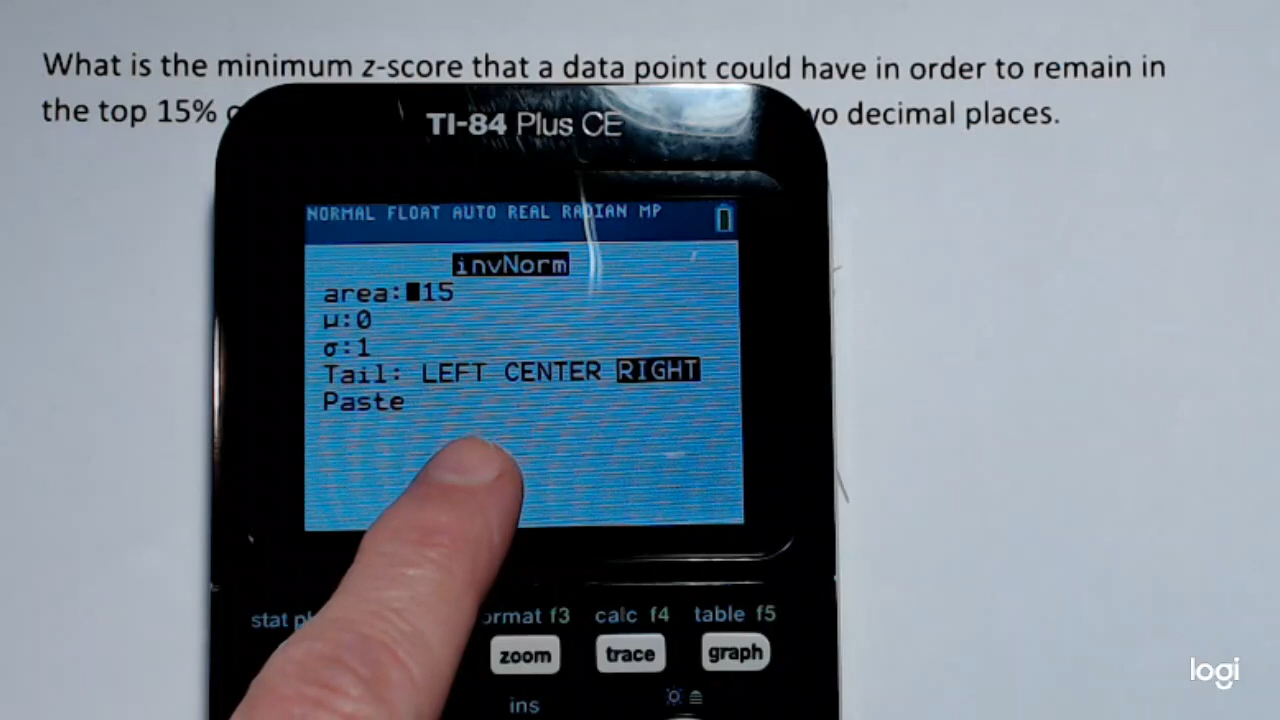 What is the minimum z-score that a data point could have in order to remain in
the top 15% decimal places.
TI-84 Plus CE
NORMAL FLOAT AUTO REAL RADIAN MP
invNorm
area: 15
μ:0
σ:1
Tail: LEFT CENTER RIGHT
Paste
stat f3 calc f4 table f5
zoom trace graph
ins
logi